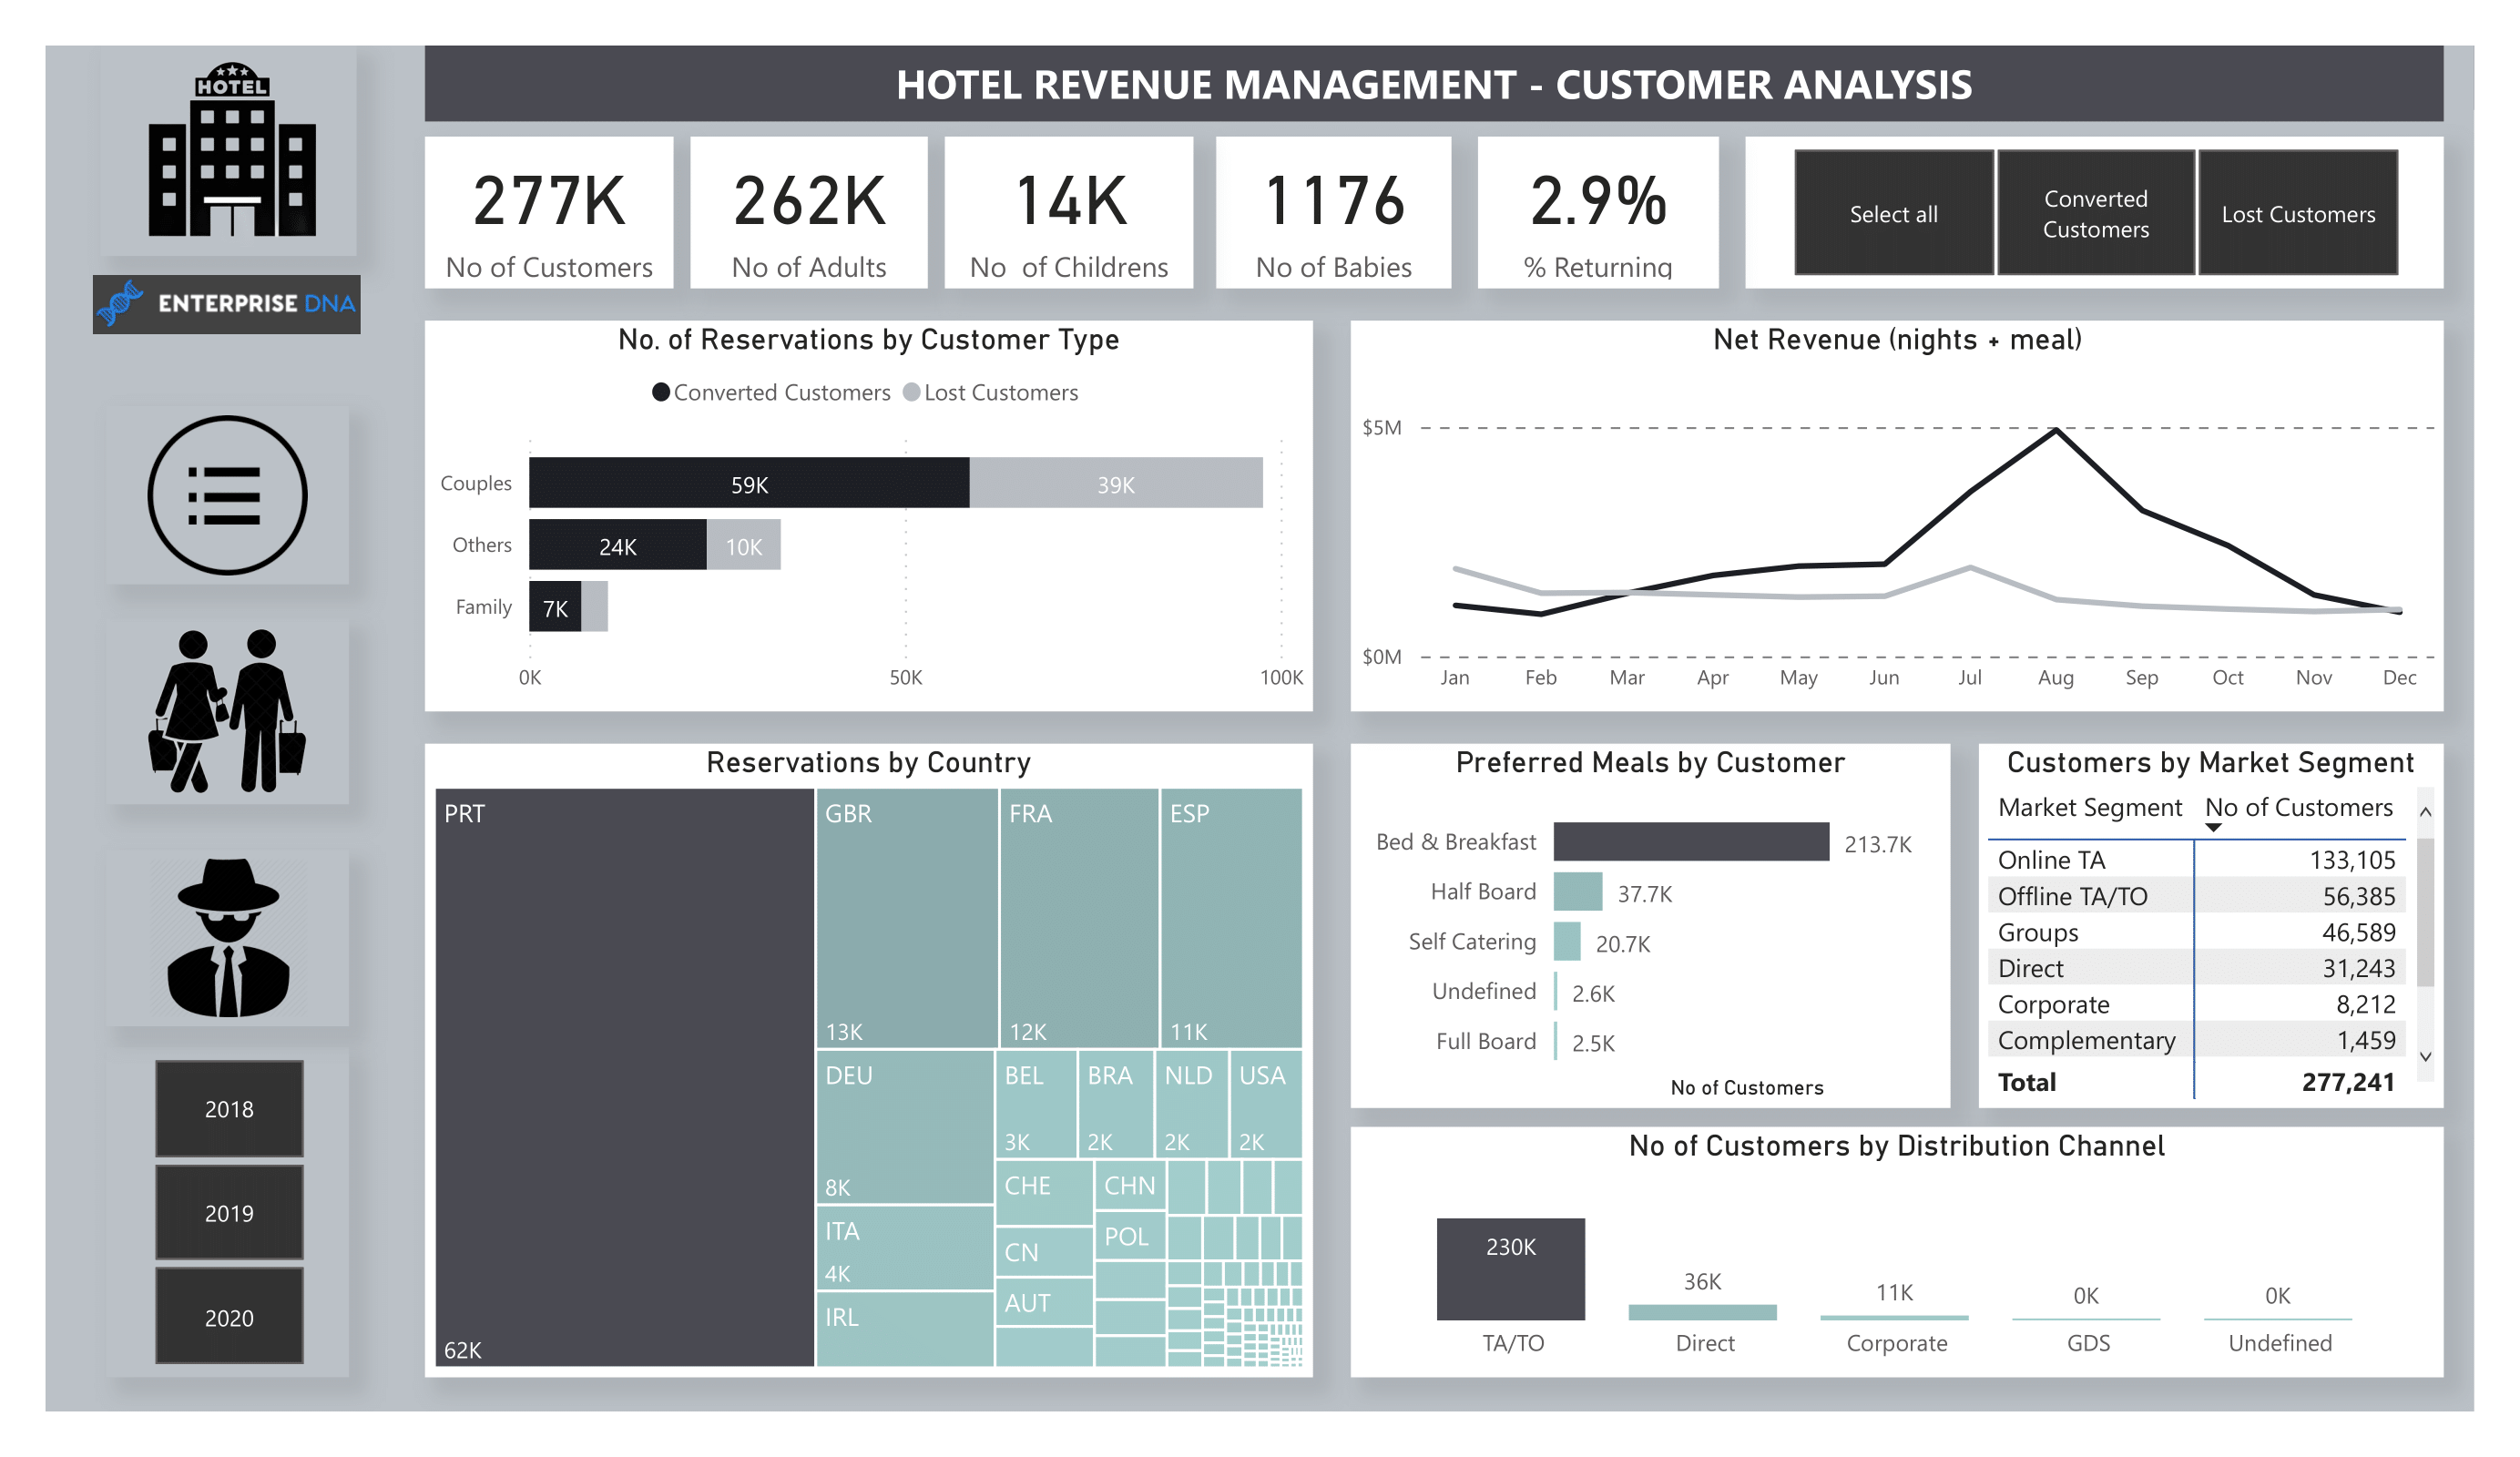 HOTEL
HOTEL REVENUE MANAGEMENT - CUSTOMER ANALYSIS
ENTERPRISE DNA
277K
No of Customers
262K
No of Adults
14K
No of Childrens
1176
No of Babies
2.9%
% Returning
Select all
Converted
Customers
Lost Customers
No. of Reservations by Customer Type
Converted Customers Lost Customers
Couples 59K 39K
Others 24K 10K
Family 7K
0K 50K 100K
Net Revenue (nights + meal)
$5M
$0M
Jan Feb Mar Apr May Jun Jul Aug Sep Oct Nov Dec
Reservations by Country
PRT
62K
GBR
13K
FRA
12K
ESP
11K
DEU
8K
ITA
4K
IRL
BEL
3K
BRA
2K
NLD
2K
USA
2K
CHE
CHN
CN
POL
AUT
Preferred Meals by Customer
Bed & Breakfast 213.7K
Half Board 37.7K
Self Catering 20.7K
Undefined 2.6K
Full Board 2.5K
No of Customers
Customers by Market Segment
Market Segment No of Customers
Online TA 133,105
Offline TA/TO 56,385
Groups 46,589
Direct 31,243
Corporate 8,212
Complementary 1,459
Total 277,241
No of Customers by Distribution Channel
230K 36K 11K 0K 0K
TA/TO Direct Corporate GDS Undefined
2018
2019
2020